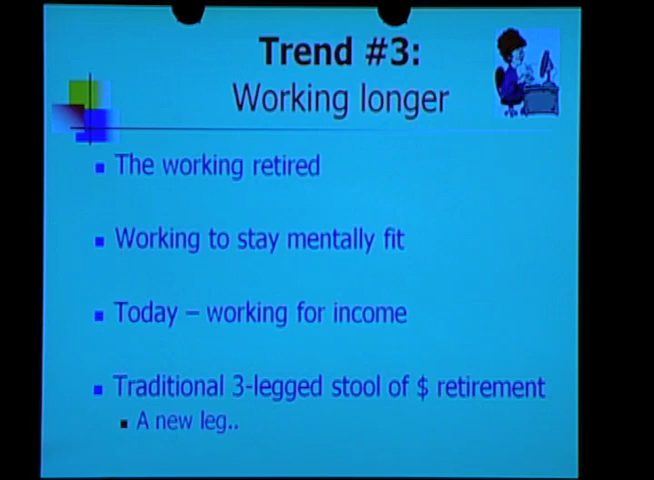 Trend #3:
Working longer
The working retired
Working to stay mentally fit
Today – working for income
Traditional 3-legged stool of $ retirement
A new leg..